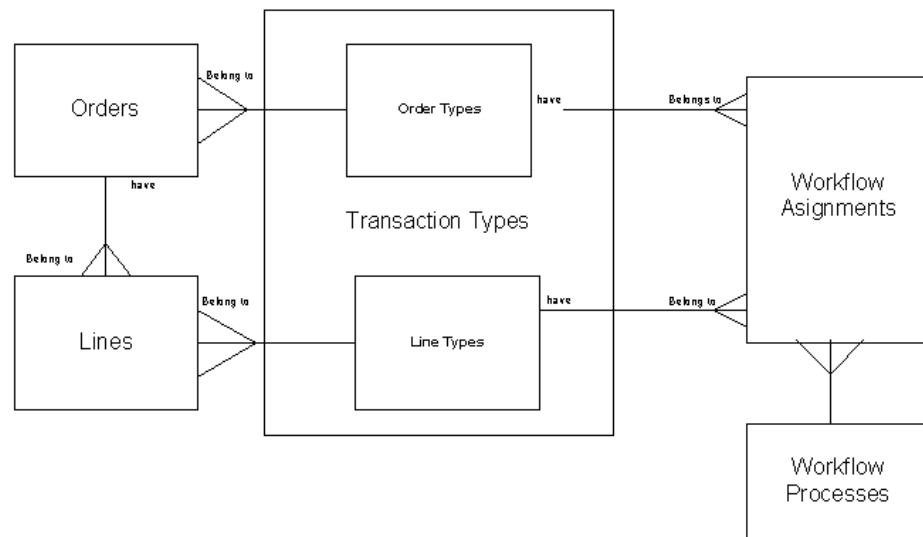 Belong to
Orders
Order Types
have
Belongs to
have
Workflow
Asignments
Transaction Types
Belong to
Belong to
have
Belong to
Lines
Line Types
Workflow
Processes